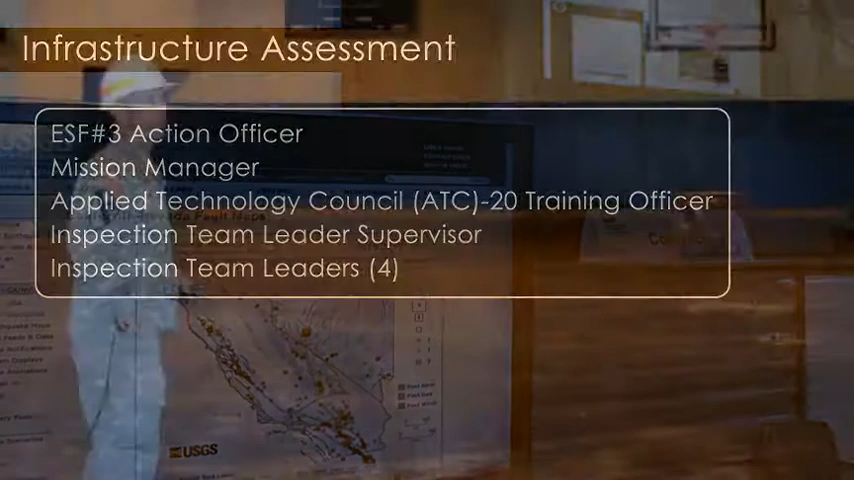 Infrastructure Assessment
ESF#3 Action Officer
Mission Manager
Applied Technology Council (ATC)-20 Training Officer
Inspection Team Leader Supervisor
Inspection Team Leaders (4)
USGS